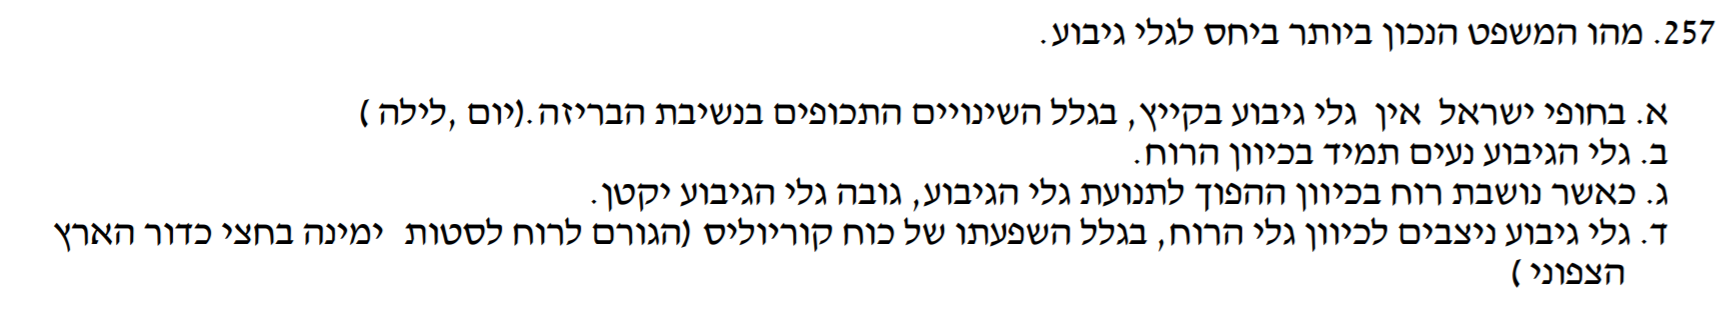 257. מהו המשפט הנכון ביותר ביחס לגלי גיבוע.
א. בחופי ישראל אין גלי גיבוע בקייץ, בגלל השינויים התכופים בנשיבת הבריזה.(יום ,לילה )
ב. גלי הגיבוע נעים תמיד בכיוון הרוח.
ג. כאשר נושבת רוח בכיוון ההפוך לתנועת גלי הגיבוע, גובה גלי הגיבוע יקטן.
ד. גלי גיבוע ניצבים לכיוון גלי הרוח, בגלל השפעתו של כוח קוריוליס (הגורם לרוח לסטות ימינה בחצי כדור הארץ
הצפוני )